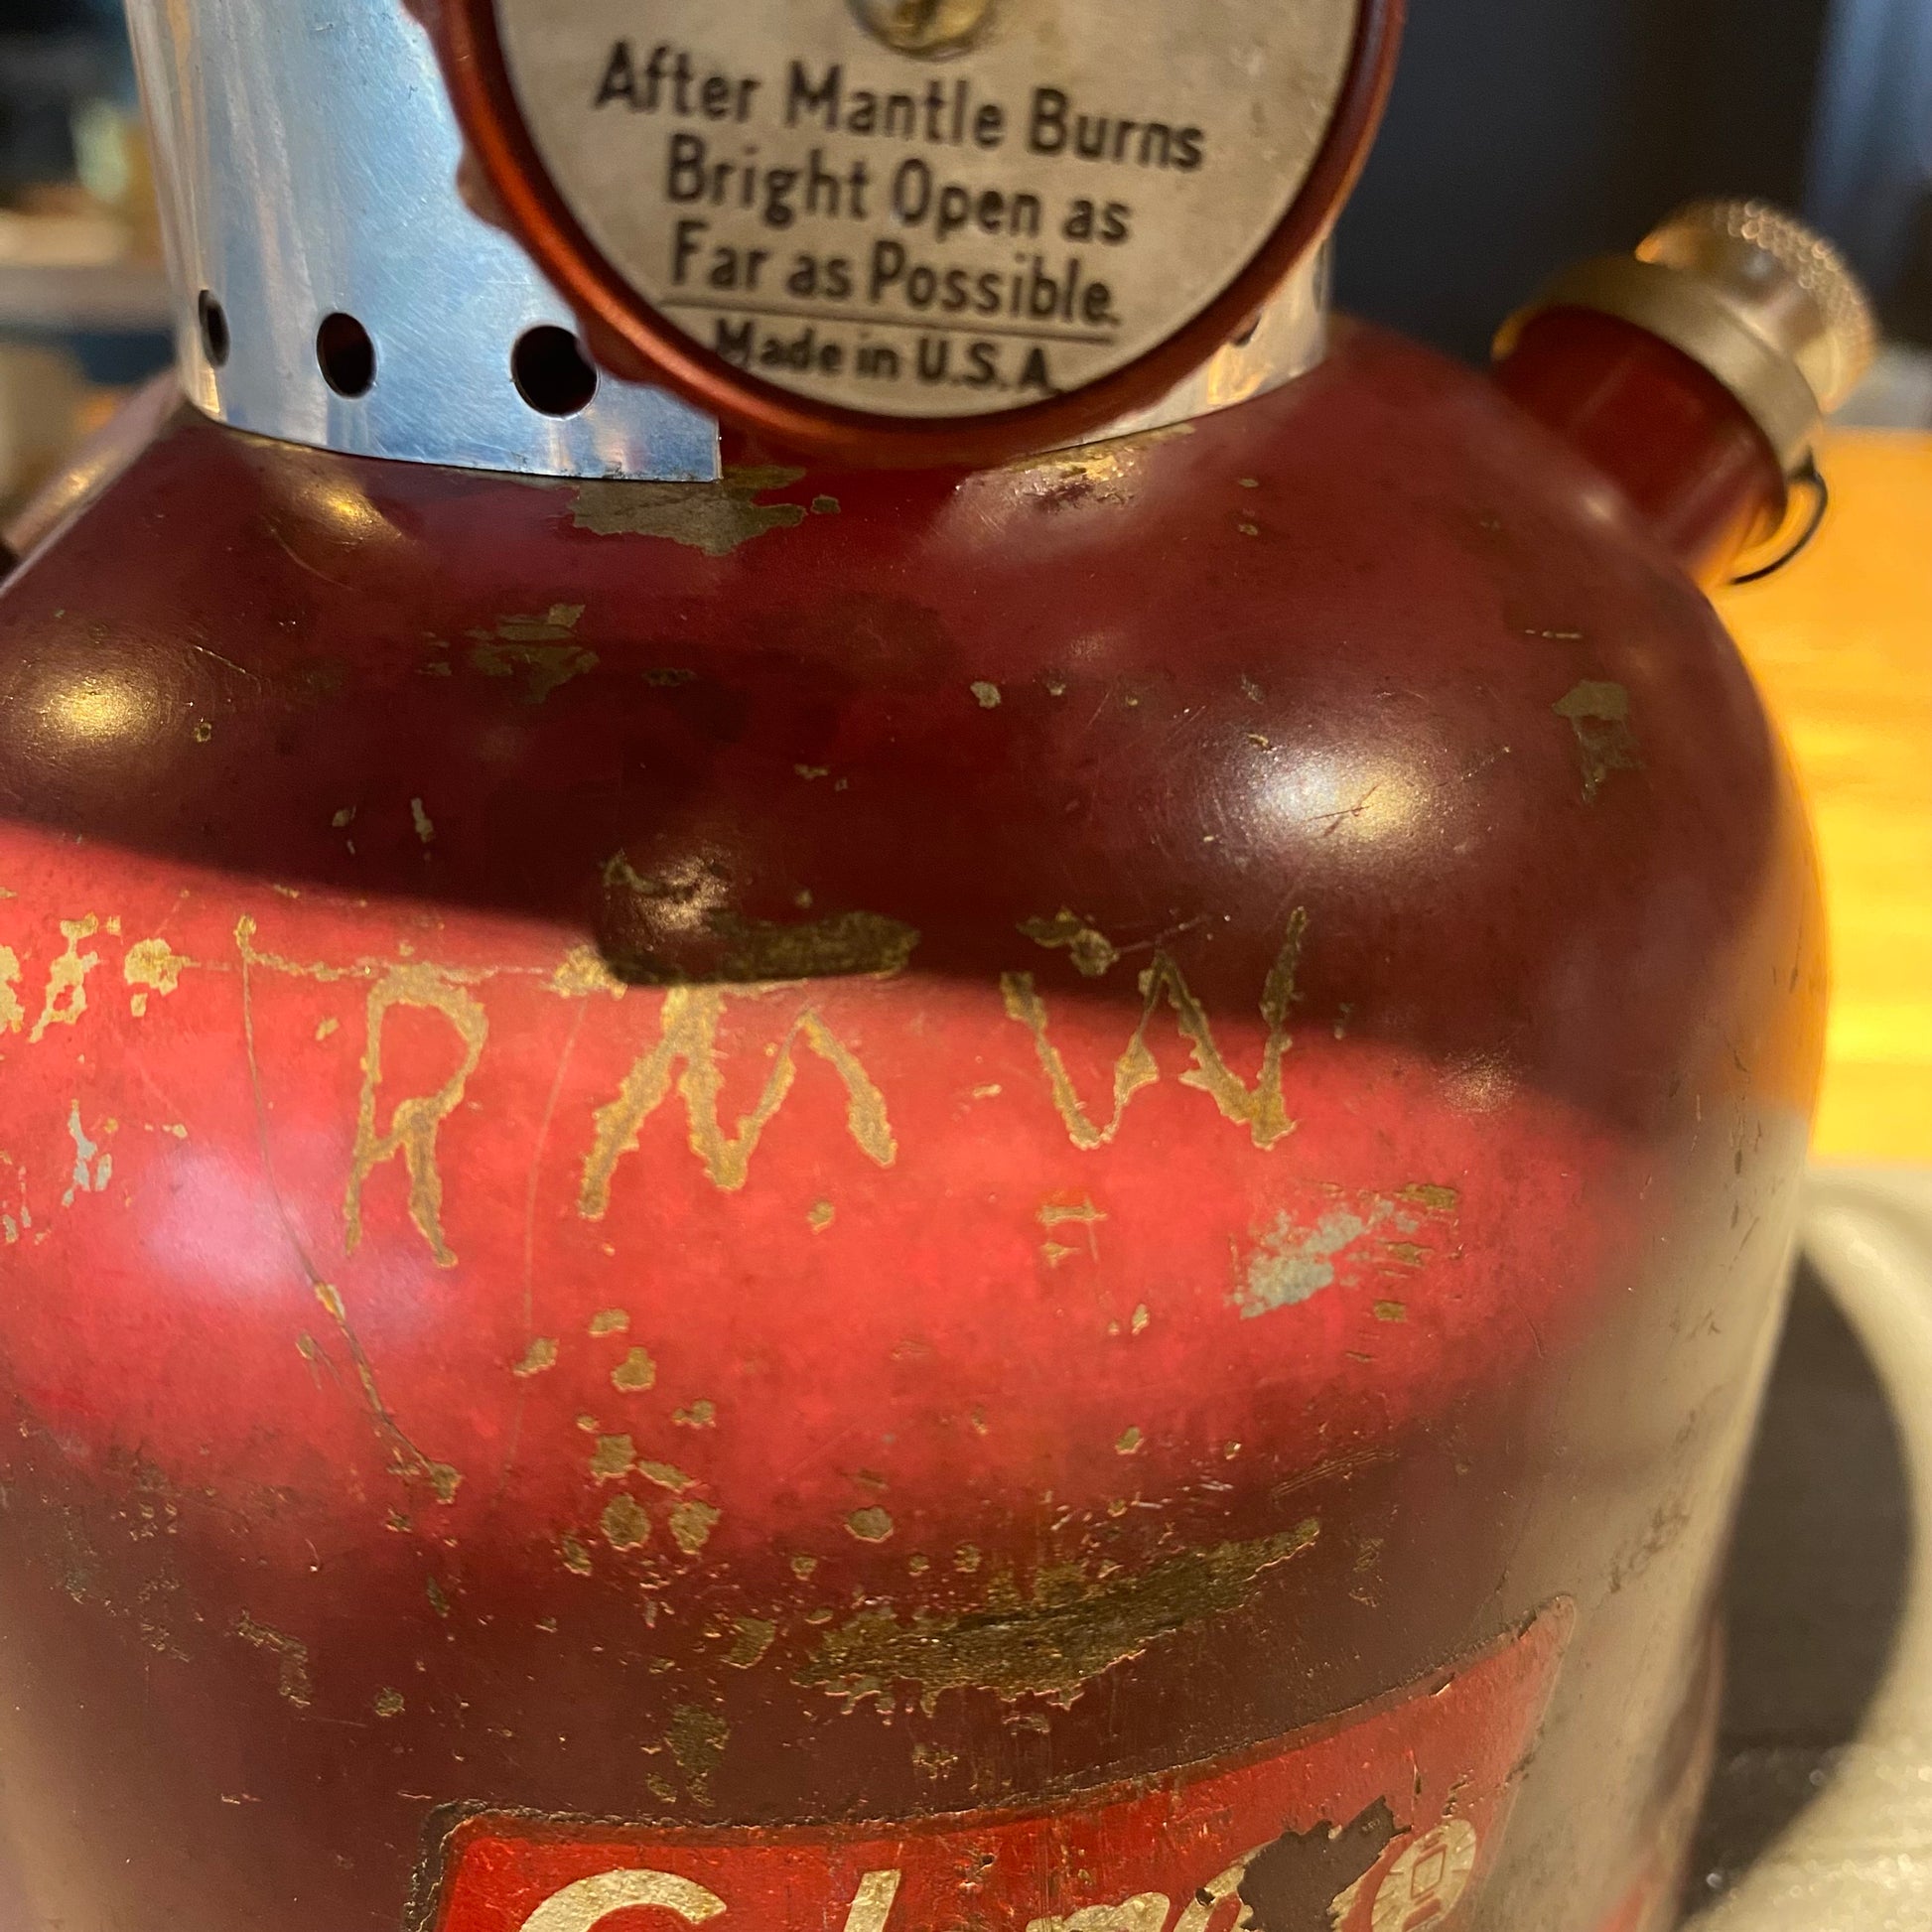 After Mantle Burns
Bright Open as
Far as Possible.
Made in U.S.A.
RMW